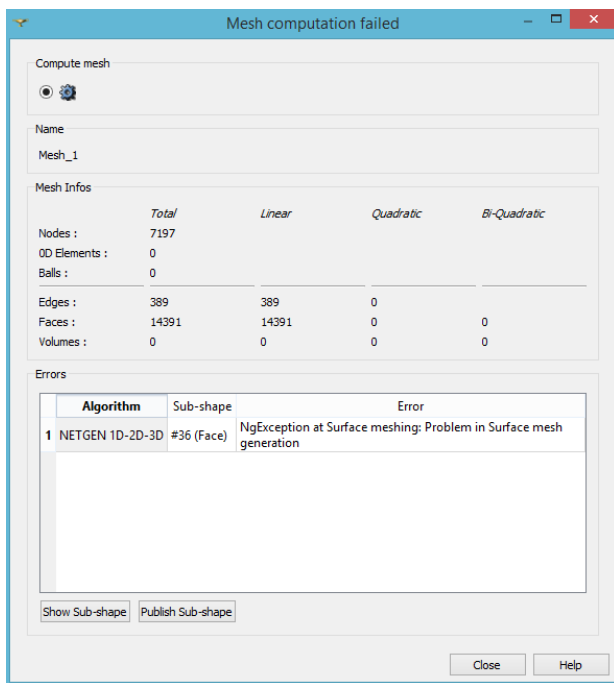 Mesh computation failed
Compute mesh
Name
Mesh_1
Mesh Infos
Total Linear Quadratic Bi-Quadratic
Nodes : 7197
0D Elements : 0
Balls : 0
Edges : 389 389 0
Faces : 14391 14391 0 0
Volumes : 0 0 0 0
Errors
Algorithm Sub-shape Error
1 NETGEN 1D-2D-3D #36 (Face) NgException at Surface meshing: Problem in Surface mesh
generation
Show Sub-shape Publish Sub-shape
Close Help